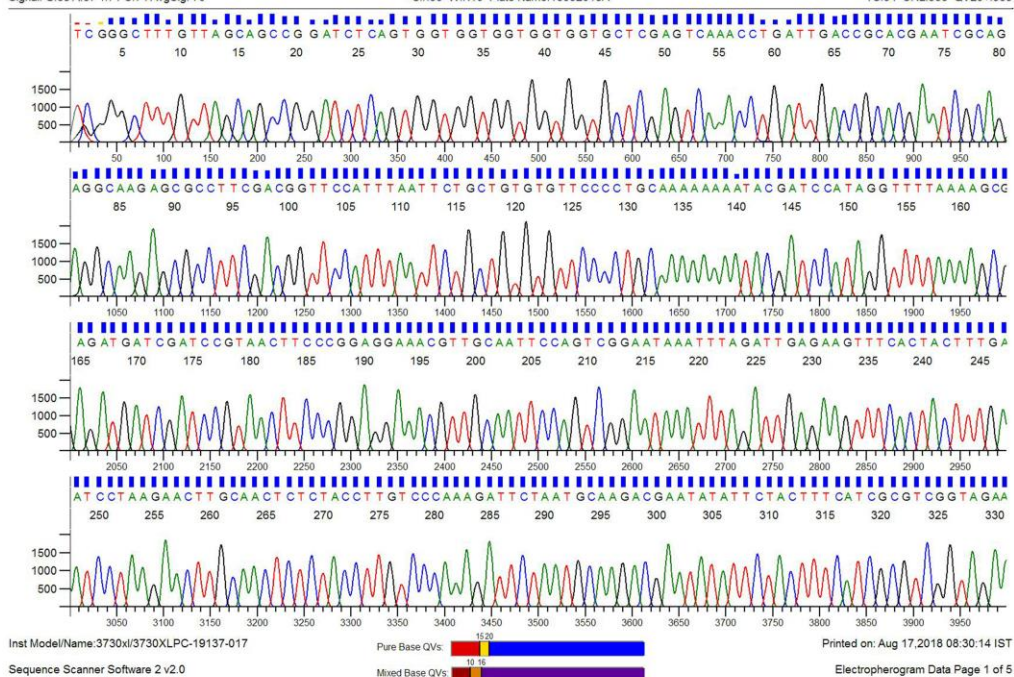 TCGGGCTTTGTTAGCAGCCGGATCTCAGTGGTGGTGGTGGTGGTGCTCGAGTCAAACCTGATTGACCGCACGAATCGCAG
5 10 15 20 25 30 35 40 45 50 55 60 65 70 75 80
1500
1000
500
50 100 150 200 250 300 350 400 450 500 550 600 650 700 750 800 850 900 950
AGGCAAGAGCGCCTTCGACGGTTCCATTTAATTCTGCTGTGTGTTCCCCTGCAAAAAAAATACGATCCATAGGTTTTAAAAGCG
85 90 95 100 105 110 115 120 125 130 135 140 145 150 155 160
1500
1000
500
1050 1100 1150 1200 1250 1300 1350 1400 1450 1500 1550 1600 1650 1700 1750 1800 1850 1900 1950
AGATGATCGATCCGTAACTTCCCGGAGGAAACGTTGCAATTCCAGTCGGAATAAATTTAGATTGAGAAGTTTCACTACTTTGA
165 170 175 180 185 190 195 200 205 210 215 220 225 230 235 240 245
1500
1000
500
2050 2100 2150 2200 2250 2300 2350 2400 2450 2500 2550 2600 2650 2700 2750 2800 2850 2900 2950
ATCCTAAGAACTTGCAACTCTCTACCTTGTCCCAAAGATTCTAATGCAAGACGAATATATTCTACTTTCATCGCGTCGGTAGAA
250 255 260 265 270 275 280 285 290 295 300 305 310 315 320 325 330
1500
1000
500
3050 3100 3150 3200 3250 3300 3350 3400 3450 3500 3550 3600 3650 3700 3750 3800 3850 3900 3950
Inst Model/Name:3730xl/3730XLPC-19137-017
Pure Base QVs: 15 20
Printed on: Aug 17,2018 08:30:14 IST
Sequence Scanner Software 2 v2.0
Mixed Base QVs: 10 16
Electropherogram Data Page 1 of 5